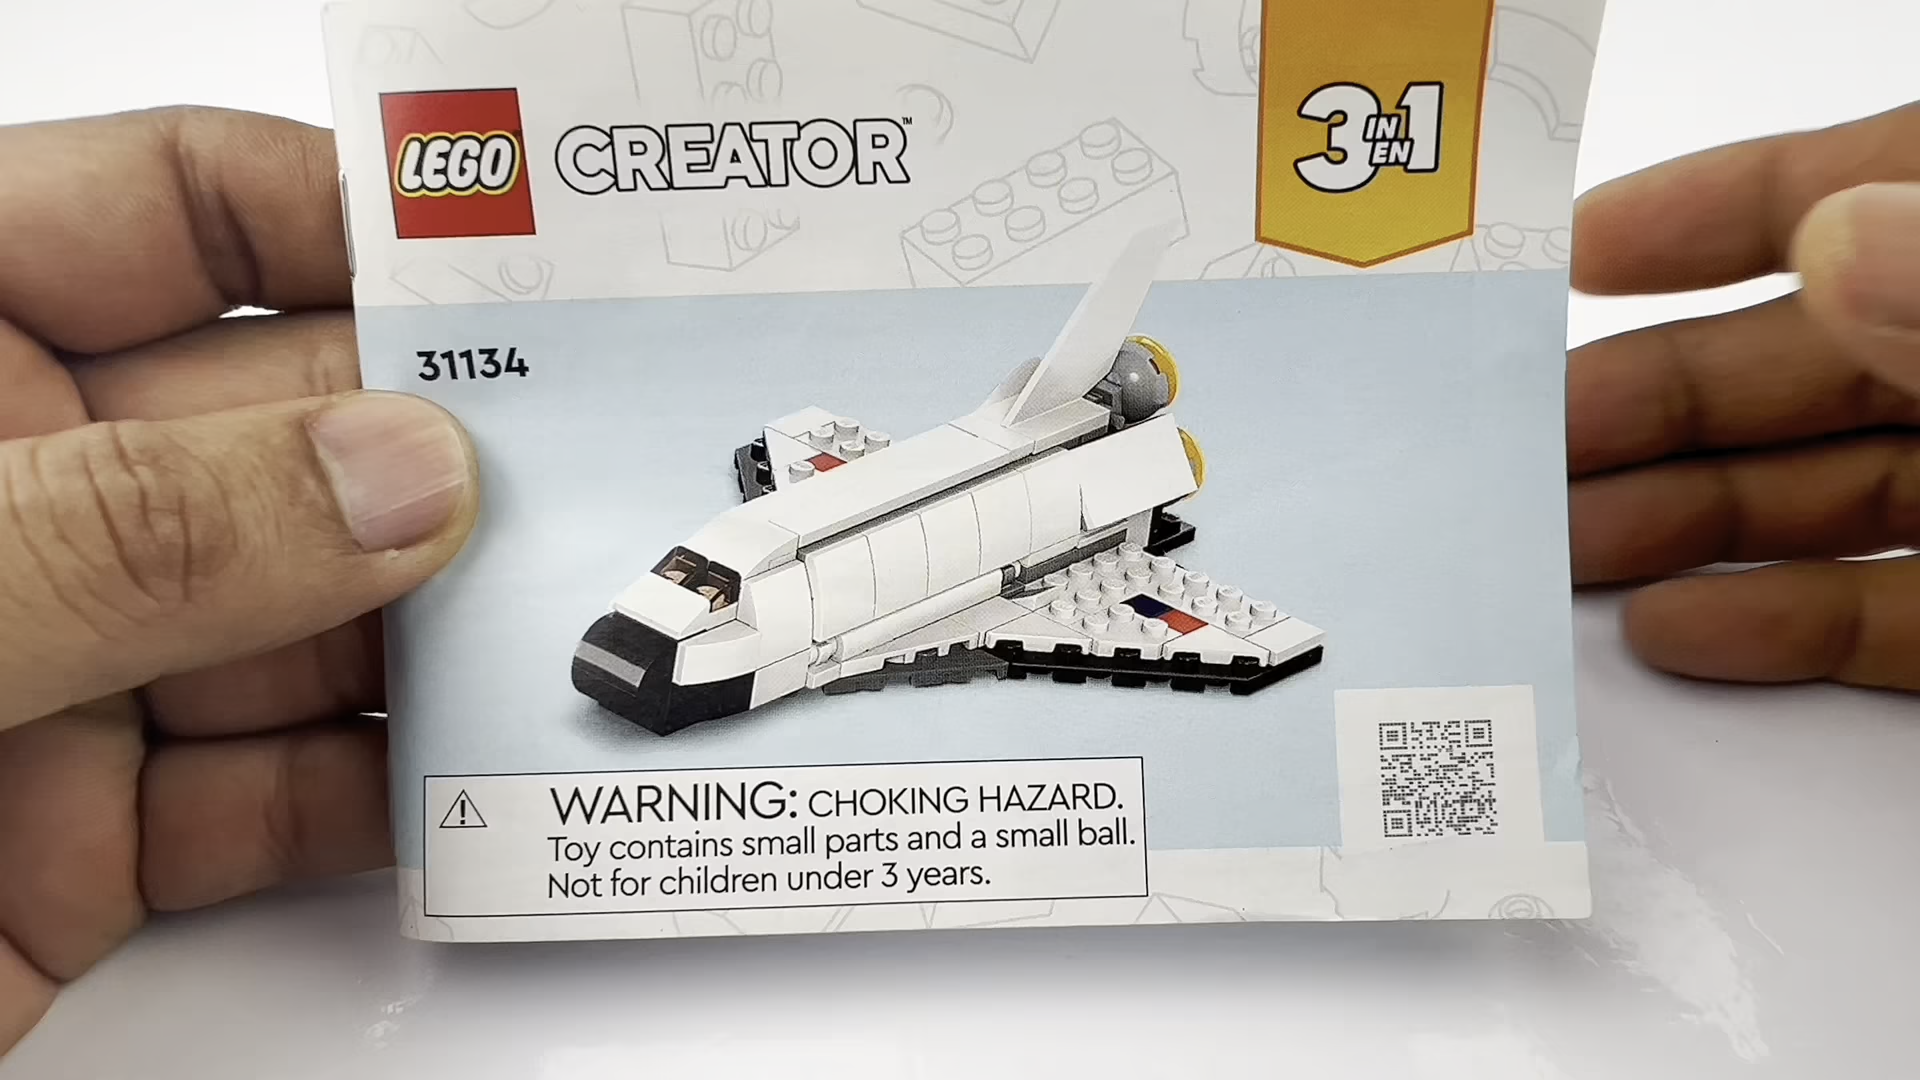 LEGO
CREATOR™
3 IN EN 1
31134
WARNING: CHOKING HAZARD.
Toy contains small parts and a small ball.
Not for children under 3 years.